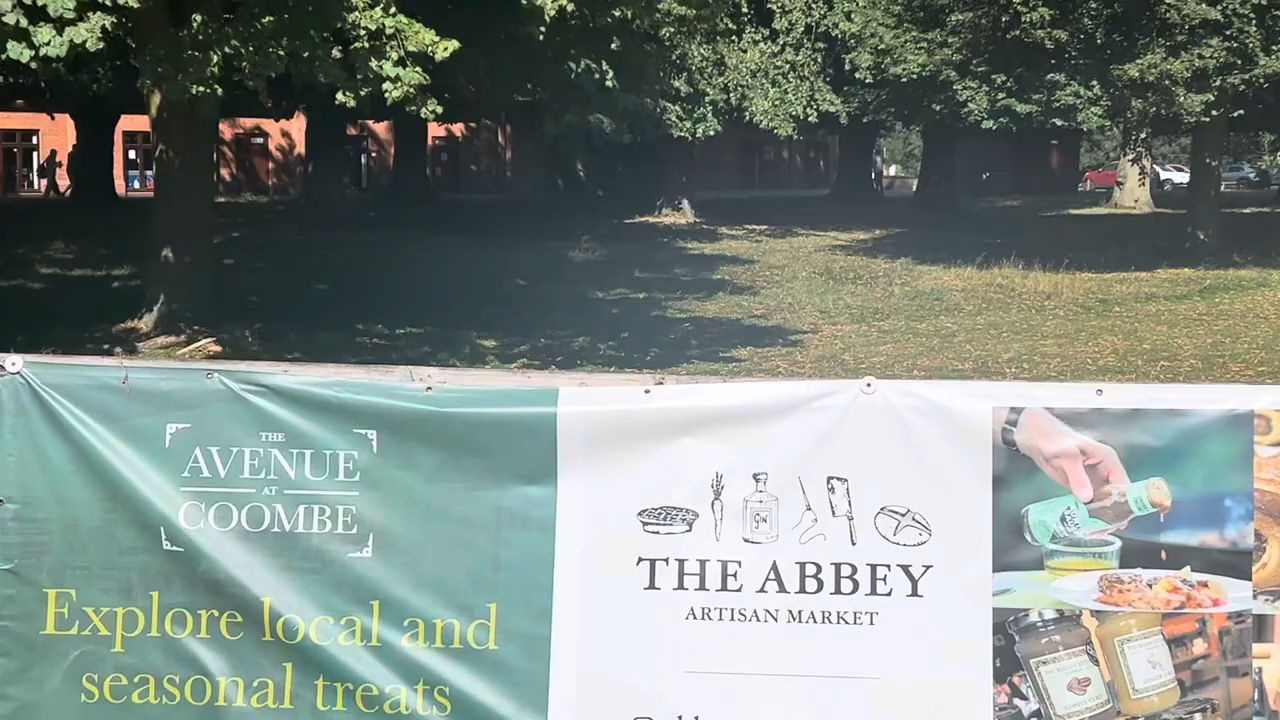 THE
AVENUE
AT
COOMBE
Explore local and
seasonal treats
GIN
THE ABBEY
ARTISAN MARKET